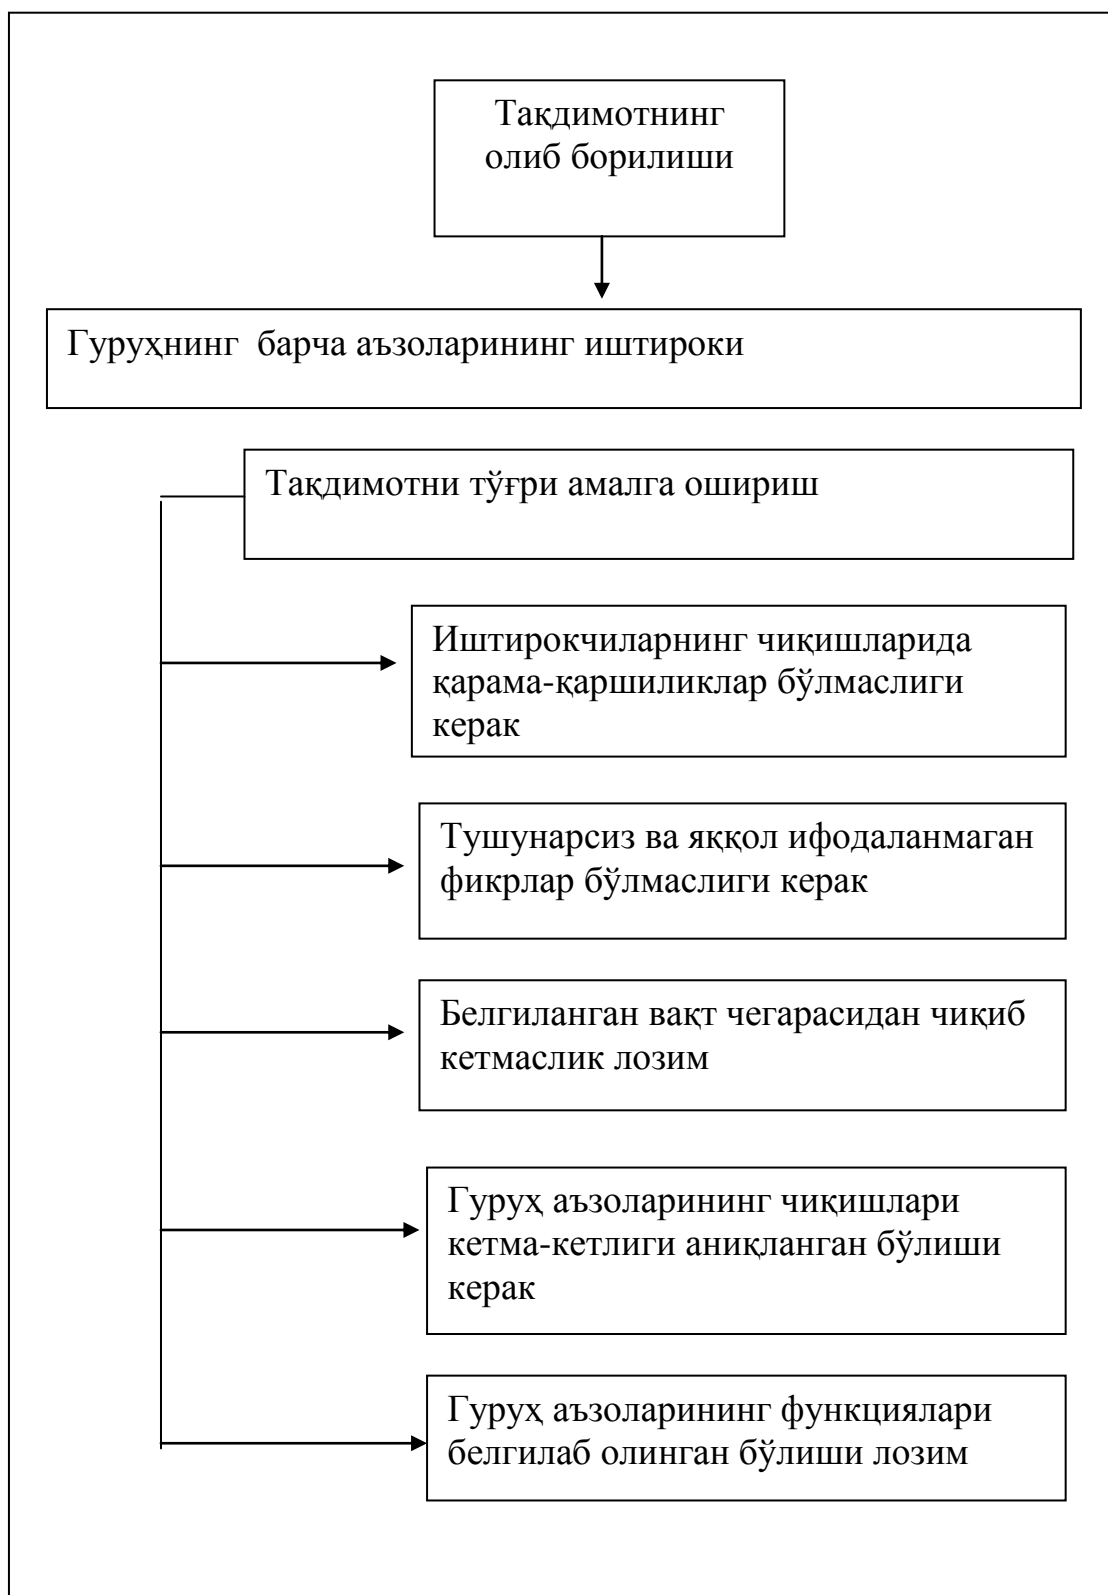 Тақдимотнинг
олиб борилиши
Гуруҳнинг барча аъзоларининг иштироки
Тақдимотни тўғри амалга ошириш
Иштирокчиларнинг чиқишларида
қарама-қаршиликлар бўлмаслиги
керак
Тушунарсиз ва яққол ифодаланмаган
фикрлар бўлмаслиги керак
Белгиланган вақт чегарасидан чиқиб
кетмаслик лозим
Гуруҳ аъзоларининг чиқишлари
кетма-кетлиги аниқланган бўлиши
керак
Гуруҳ аъзоларининг функциялари
белгилаб олинган бўлиши лозим